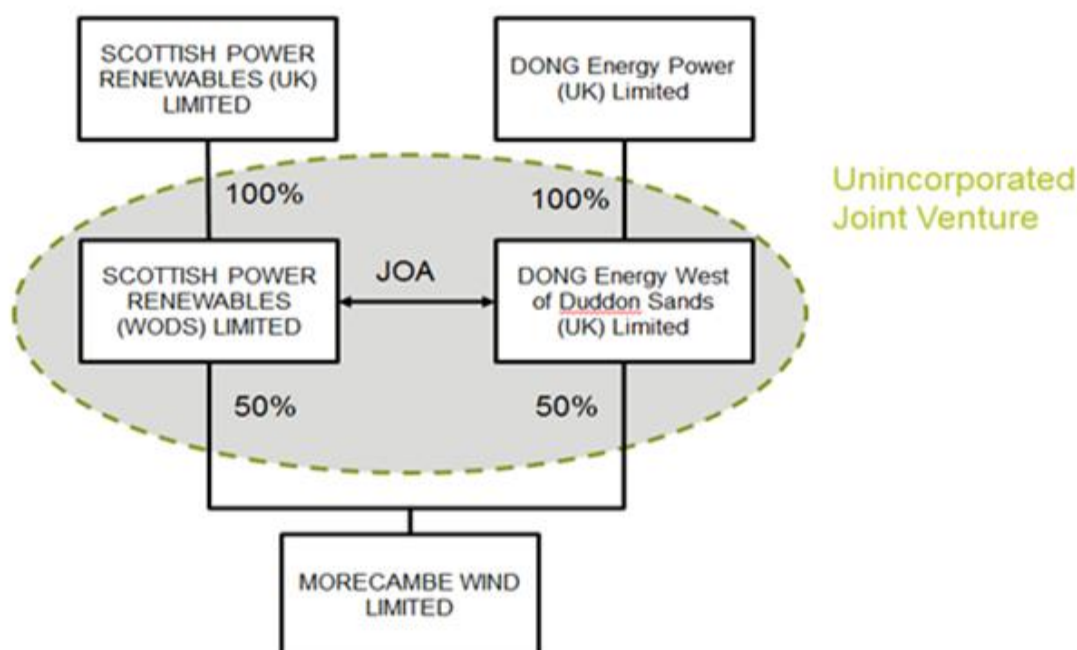 SCOTTISH POWER
RENEWABLES (UK)
LIMITED
DONG Energy Power
(UK) Limited
Unincorporated
Joint Venture
100%
100%
SCOTTISH POWER
RENEWABLES
(WODS) LIMITED
JOA
DONG Energy West
of Duddon Sands
(UK) Limited
50%
50%
MORECAMBE WIND
LIMITED